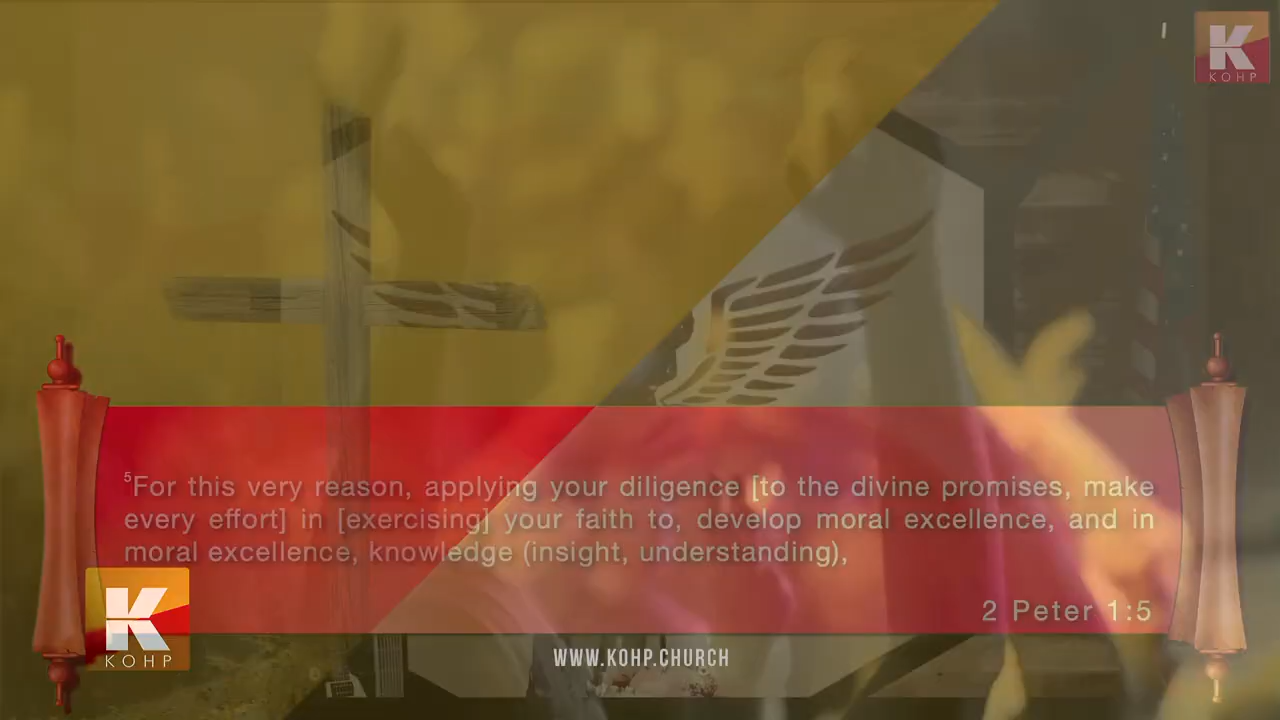 K
KOHP
⁵For this very reason, applying your diligence [to the divine promises, make
every effort] in [exercising] your faith to, develop moral excellence, and in
moral excellence, knowledge (insight, understanding),
2 Peter 1:5
K
KOHP
WWW.KOHP.CHURCH